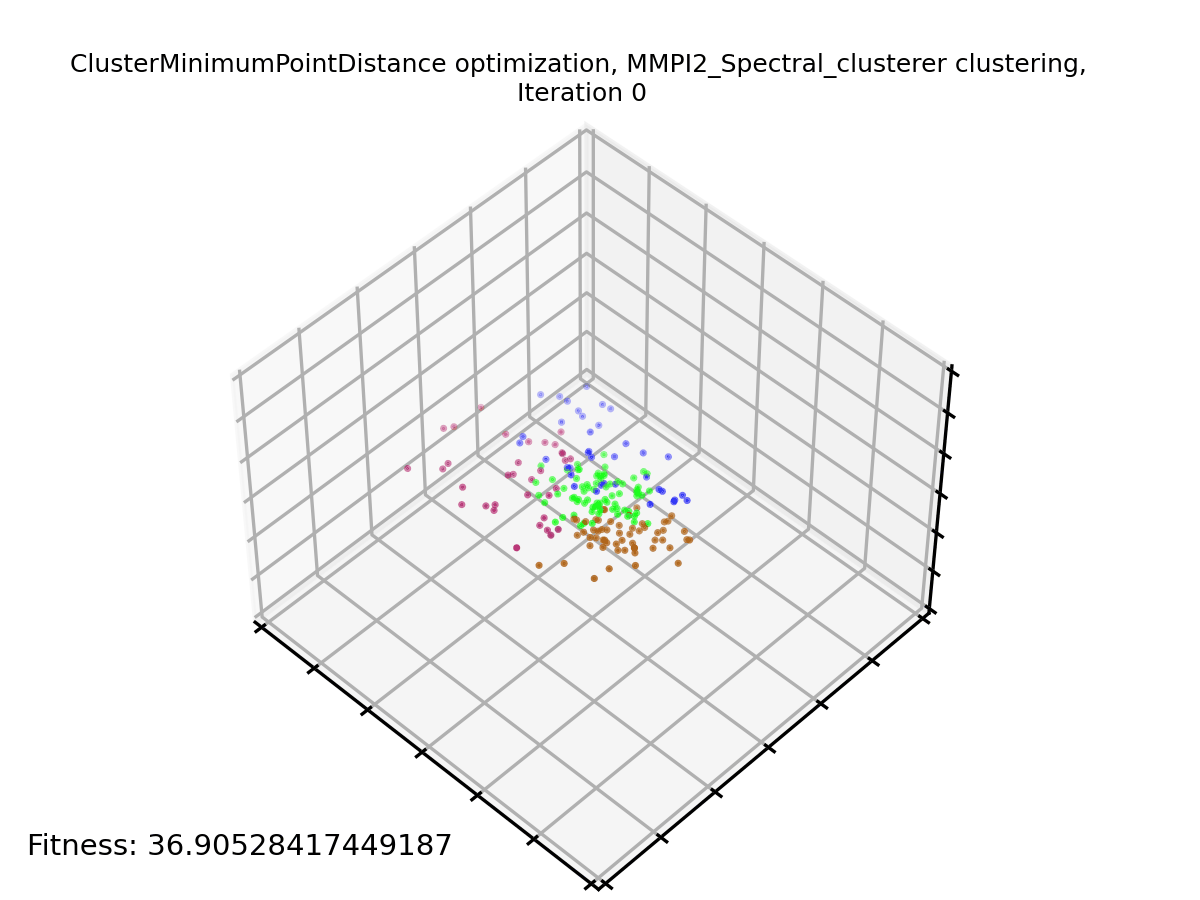 ClusterMinimumPointDistance optimization, MMPI2_Spectral_clusterer clustering,
Iteration 0
Fitness: 36.90528417449187